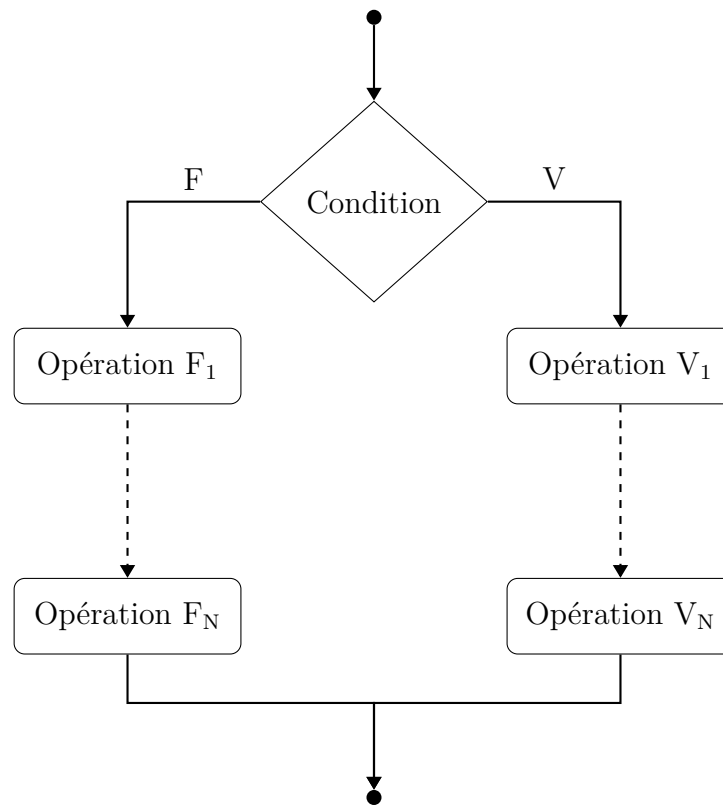 F
V
Condition
Opération F₁
Opération V₁
Opération F_N
Opération V_N